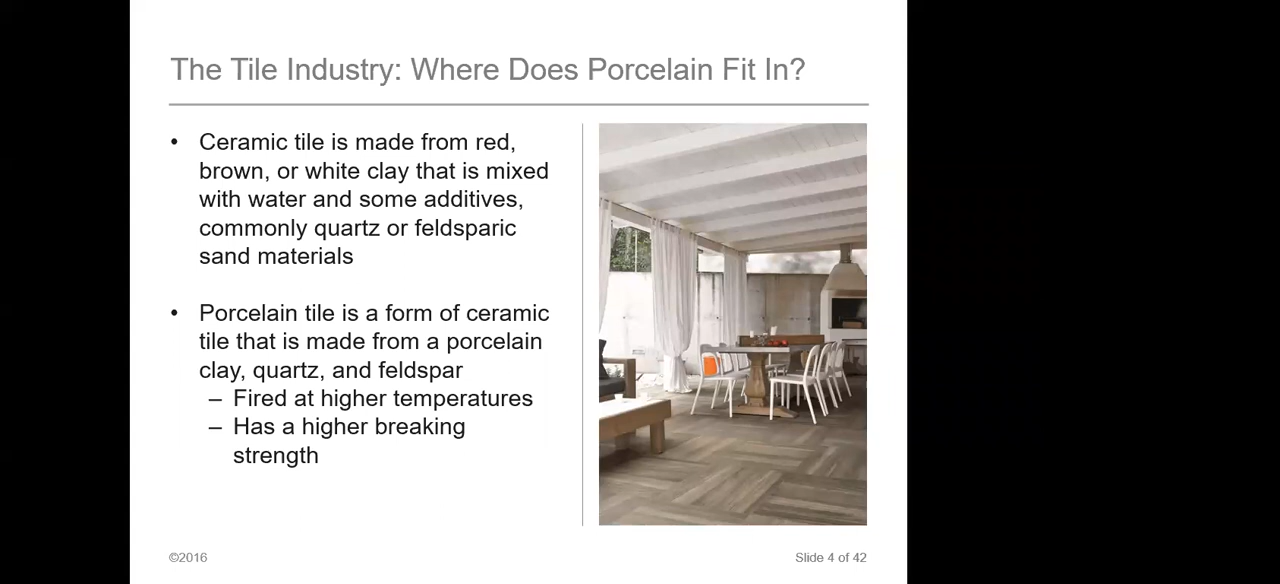 The Tile Industry: Where Does Porcelain Fit In?
• Ceramic tile is made from red,
brown, or white clay that is mixed
with water and some additives,
commonly quartz or feldsparic
sand materials
• Porcelain tile is a form of ceramic
tile that is made from a porcelain
clay, quartz, and feldspar
– Fired at higher temperatures
– Has a higher breaking
strength
©2016
Slide 4 of 42